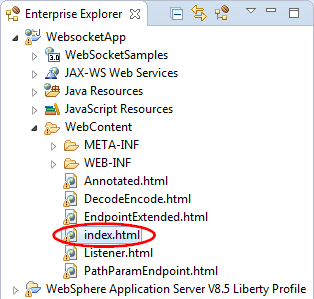 Enterprise Explorer
WebsocketApp
3.0 WebSocketSamples
JAX-WS Web Services
Java Resources
JavaScript Resources
WebContent
META-INF
WEB-INF
Annotated.html
DecodeEncode.html
EndpointExtended.html
index.html
Listener.html
PathParamEndpoint.html
WebSphere Application Server V8.5 Liberty Profile